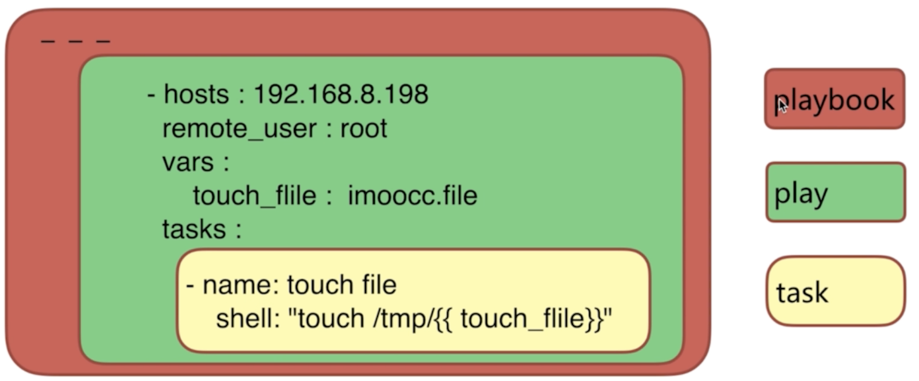 – – –
- hosts : 192.168.8.198
remote_user : root
vars :
touch_flile :  imoocc.file
tasks :
- name: touch file
shell: "touch /tmp/{{ touch_flile}}"
playbook
play
task